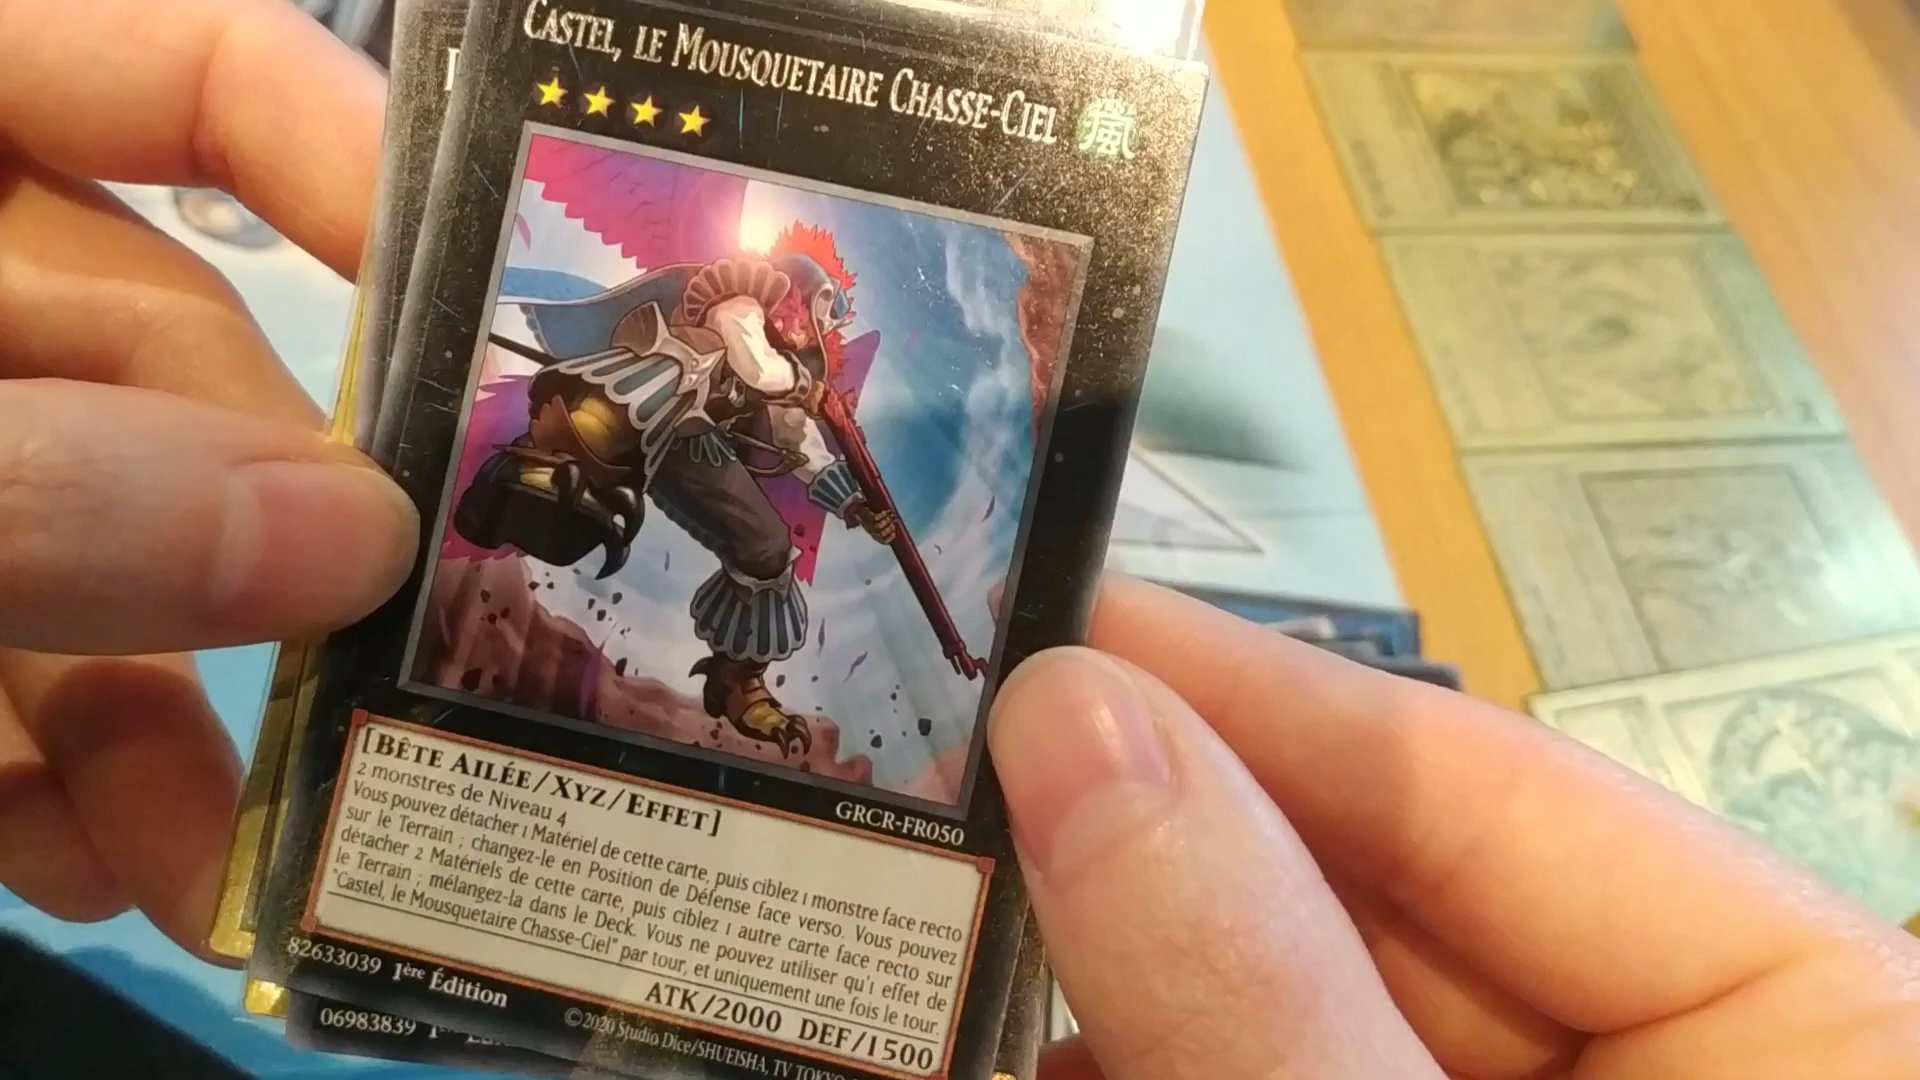 CASTEL, LE MOUSQUETAIRE CHASSE-CIEL
嵐
GRCR-FR050
[BÊTE AILÉE/XYZ/EFFET]
2 monstres de Niveau 4
Vous pouvez détacher 1 Matériel de cette carte, puis ciblez 1 monstre face recto
sur le Terrain ; changez-le en Position de Défense face verso. Vous pouvez
détacher 2 Matériels de cette carte, puis ciblez 1 autre carte face recto sur
le Terrain ; mélangez-la dans le Deck. Vous ne pouvez utiliser qu'1 effet de
"Castel, le Mousquetaire Chasse-Ciel" par tour, et uniquement une fois le tour.
ATK/2000 DEF/1500
82633039 1ère Édition
©2020 Studio Dice/SHUEISHA, TV TOKYO
06983839